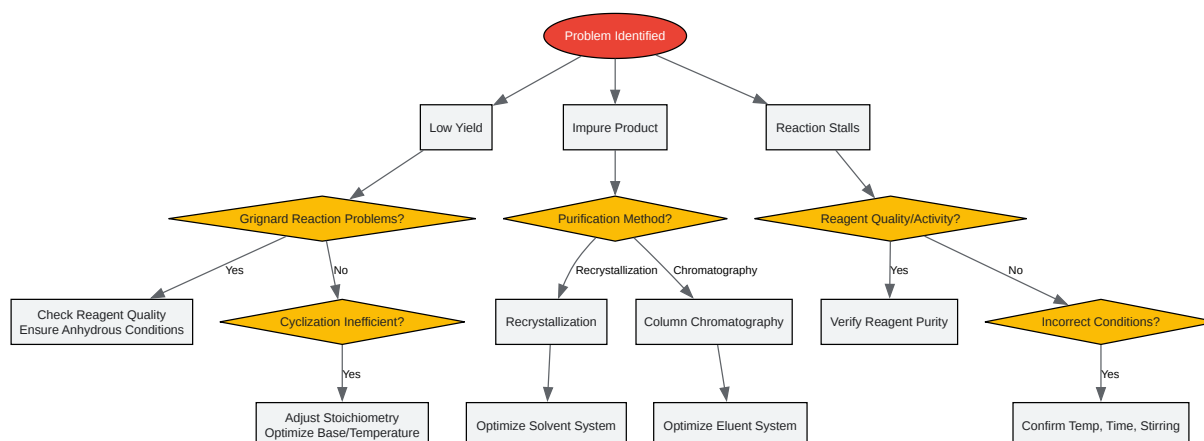 Problem Identified
Low Yield
Impure Product
Reaction Stalls
Grignard Reaction Problems?
Purification Method?
Reagent Quality/Activity?
Yes
No
Recrystallization
Chromatography
Yes
No
Check Reagent Quality
Ensure Anhydrous Conditions
Cyclization Inefficient?
Recrystallization
Column Chromatography
Verify Reagent Purity
Incorrect Conditions?
Yes
Yes
Adjust Stoichiometry
Optimize Base/Temperature
Optimize Solvent System
Optimize Eluent System
Confirm Temp, Time, Stirring